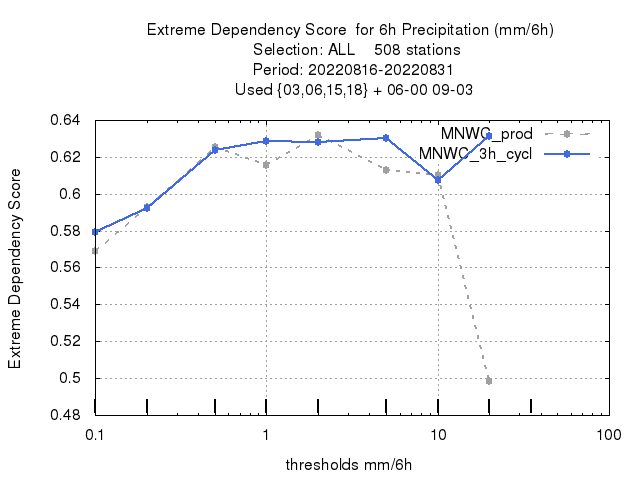 Extreme Dependency Score  for 6h Precipitation (mm/6h)
Selection: ALL    508 stations
Period: 20220816-20220831
Used {03,06,15,18} + 06-00 09-03
MNWC_prod
MNWC_3h_cycl
Extreme Dependency Score
0.64
0.62
0.6
0.58
0.56
0.54
0.52
0.5
0.48
0.1
1
10
100
thresholds mm/6h